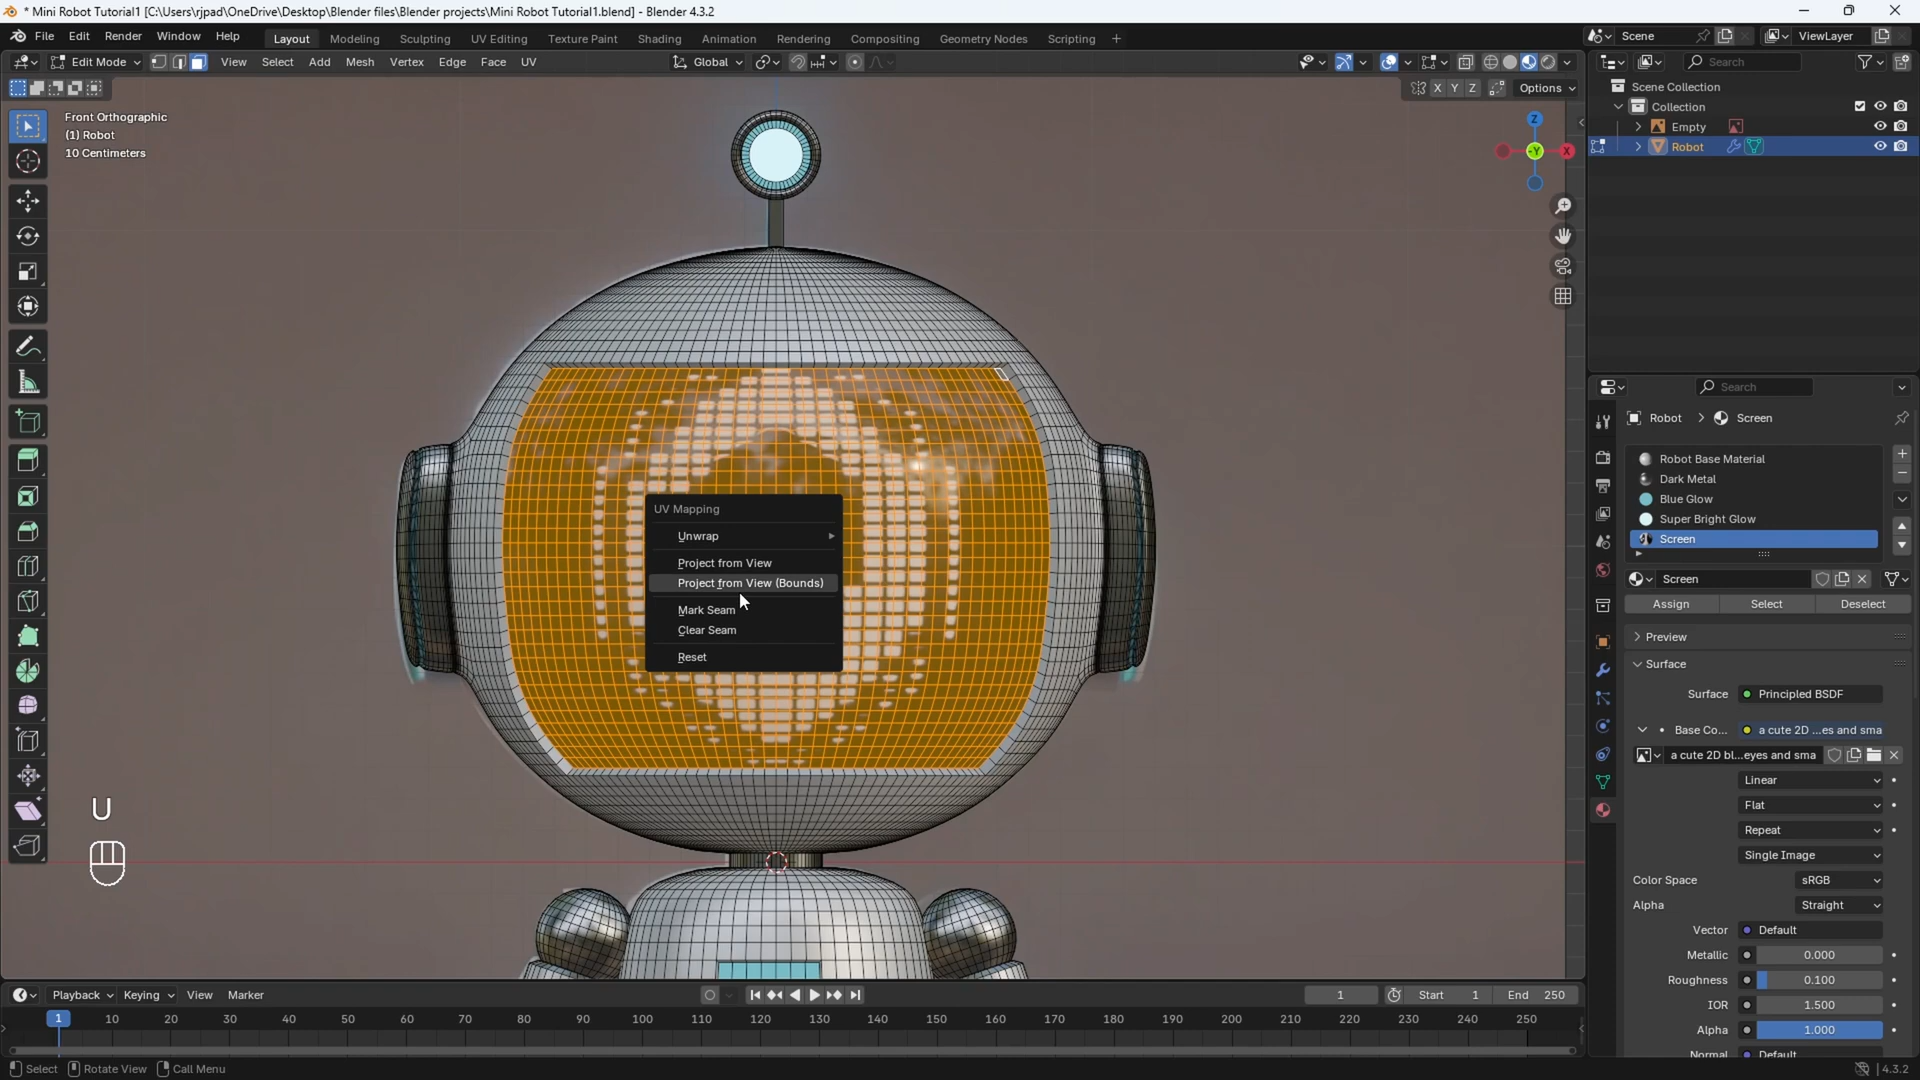 * Mini Robot Tutorial1 [C:\Users\rjpad\OneDrive\Desktop\Blender files\Blender projects\Mini Robot Tutorial1.blend] - Blender 4.3.2
File Edit Render Window Help Layout Modeling Sculpting UV Editing Texture Paint Shading Animation Rendering Compositing Geometry Nodes Scripting + Scene ViewLayer
Edit Mode View Select Add Mesh Vertex Edge Face UV Global Search
X Y Z Options
Scene Collection
Collection
Empty
Robot
Front Orthographic
(1) Robot
10 Centimeters
Z
-Y
X
UV Mapping
Unwrap
Project from View
Project from View (Bounds)
Mark Seam
Clear Seam
Reset
U
Search
Robot > Screen
Robot Base Material
Dark Metal
Blue Glow
Super Bright Glow
Screen
Screen
Assign Select Deselect
Preview
Surface
Surface Principled BSDF
Base Co... a cute 2D ...es and sma
a cute 2D bl...eyes and sma
Linear
Flat
Repeat
Single Image
Color Space sRGB
Alpha Straight
Vector Default
Metallic 0.000
Roughness 0.100
IOR 1.500
Alpha 1.000
Normal Default
Playback Keying View Marker 1 Start 1 End 250
1 10 20 30 40 50 60 70 80 90 100 110 120 130 140 150 160 170 180 190 200 210 220 230 240 250
Select Rotate View Call Menu 4.3.2